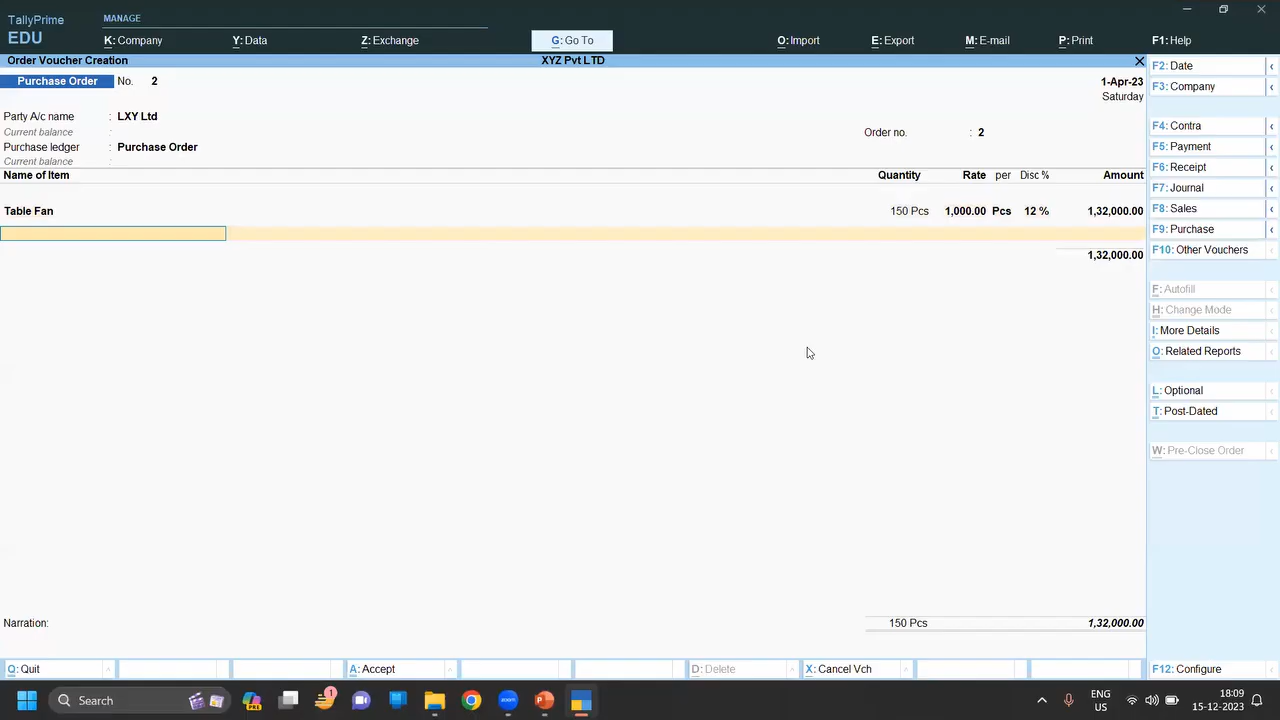 TallyPrime
EDU
MANAGE
K: Company
Y: Data
Z: Exchange
G: Go To
O: Import
E: Export
M: E-mail
P: Print
F1: Help
Order Voucher Creation
XYZ Pvt LTD
Purchase Order No. 2
1-Apr-23
Saturday
Party A/c name : LXY Ltd
Current balance :
Order no. : 2
Purchase ledger : Purchase Order
Current balance :
Name of Item Quantity Rate per Disc % Amount
Table Fan 150 Pcs 1,000.00 Pcs 12 % 1,32,000.00
1,32,000.00
Narration: 150 Pcs 1,32,000.00
F2: Date
F3: Company
F4: Contra
F5: Payment
F6: Receipt
F7: Journal
F8: Sales
F9: Purchase
F10: Other Vouchers
F: Autofill
H: Change Mode
I: More Details
O: Related Reports
L: Optional
T: Post-Dated
W: Pre-Close Order
Q: Quit
A: Accept
D: Delete
X: Cancel Vch
F12: Configure
Search
PRE
1
zoom
P
ENG
US
18:09
15-12-2023